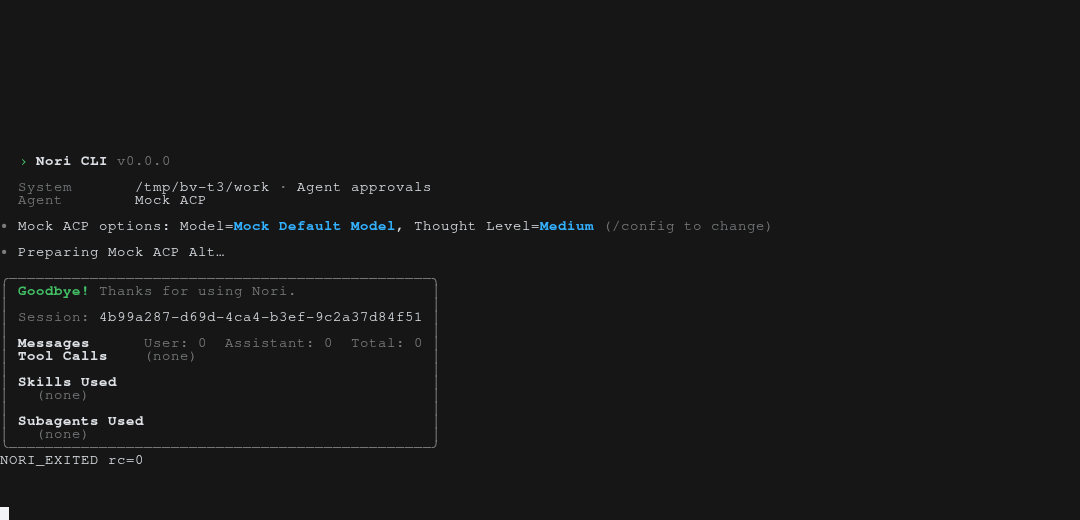 › Nori CLI v0.0.0
System /tmp/bv-t3/work · Agent approvals
Agent Mock ACP
• Mock ACP options: Model=Mock Default Model, Thought Level=Medium (/config to change)
• Preparing Mock ACP Alt…
Goodbye! Thanks for using Nori.
Session: 4b99a287-d69d-4ca4-b3ef-9c2a37d84f51
Messages User: 0 Assistant: 0 Total: 0
Tool Calls (none)
Skills Used
(none)
Subagents Used
(none)
NORI_EXITED rc=0